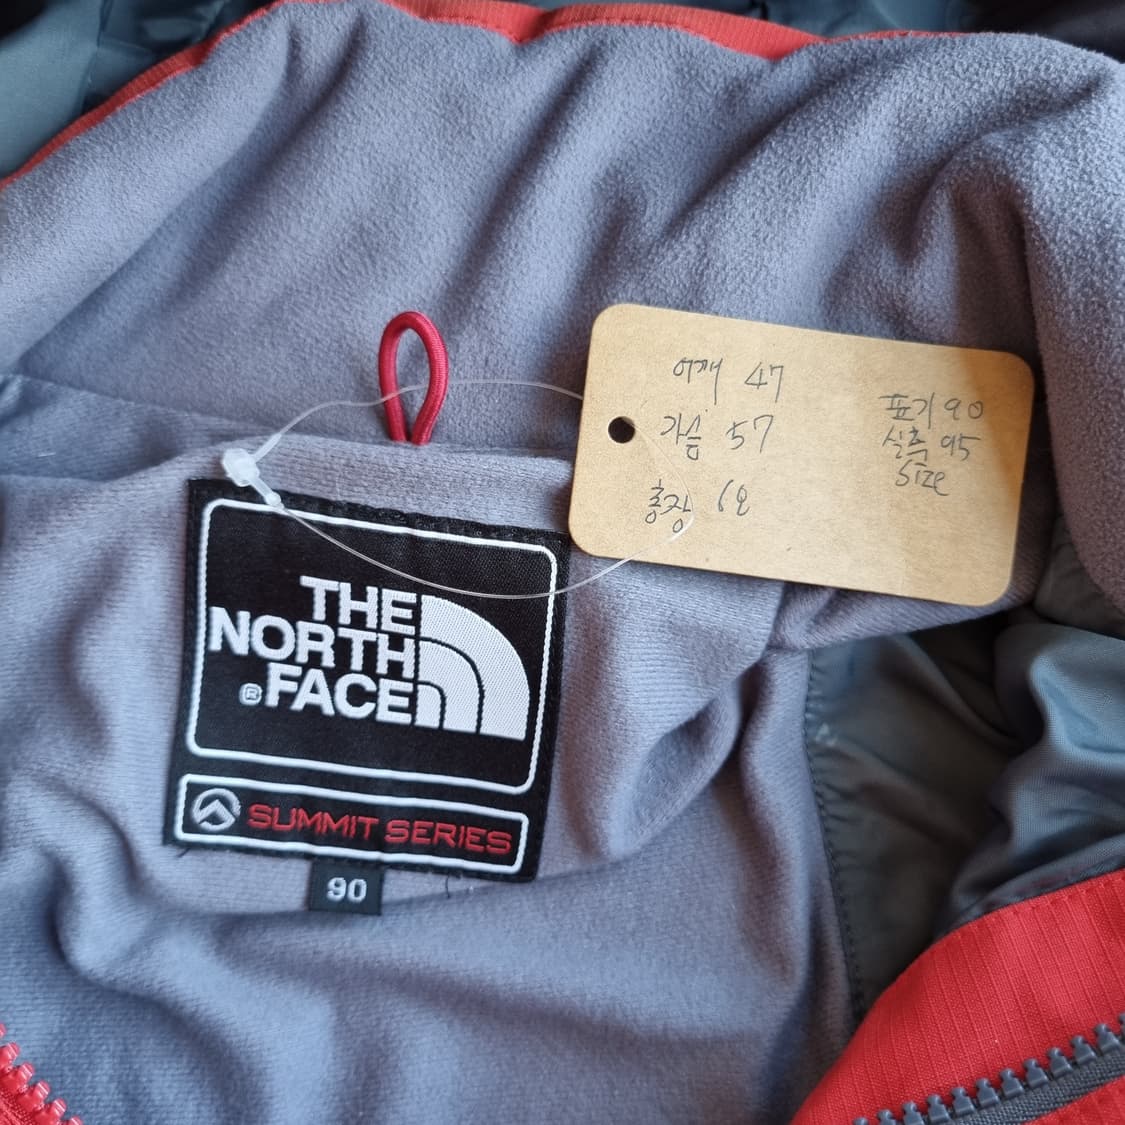 어깨 47
가슴 57
총장 68
표기 90
실측 95
size
THE
NORTH
®FACE
SUMMIT SERIES
90